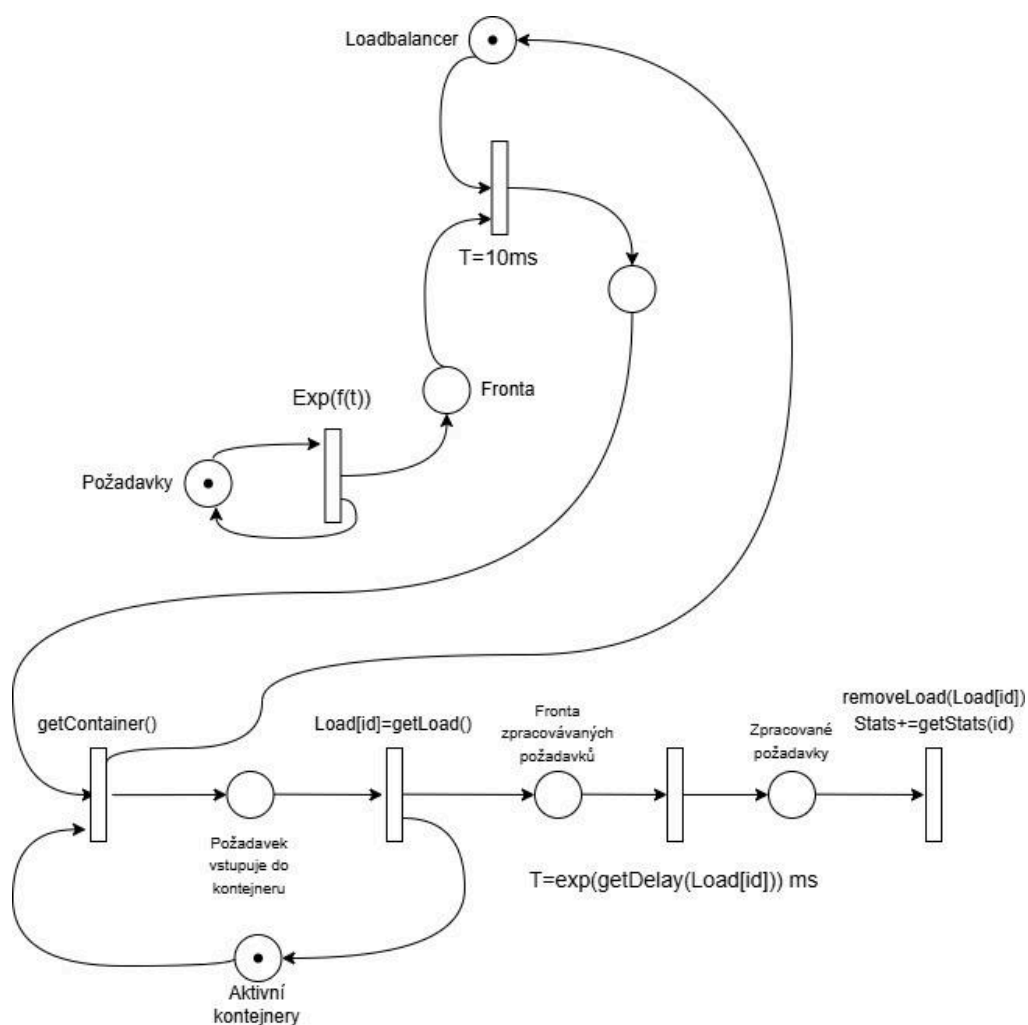 Loadbalancer
T=10ms
Exp(f(t))
Fronta
Požadavky
getContainer()
Load[id]=getLoad()
Fronta
zpracovávaných
požadavků
Zpracované
požadavky
removeLoad(Load[id])
Stats+=getStats(id)
Požadavek
vstupuje do
kontejneru
T=exp(getDelay(Load[id])) ms
Aktivní
kontejnery